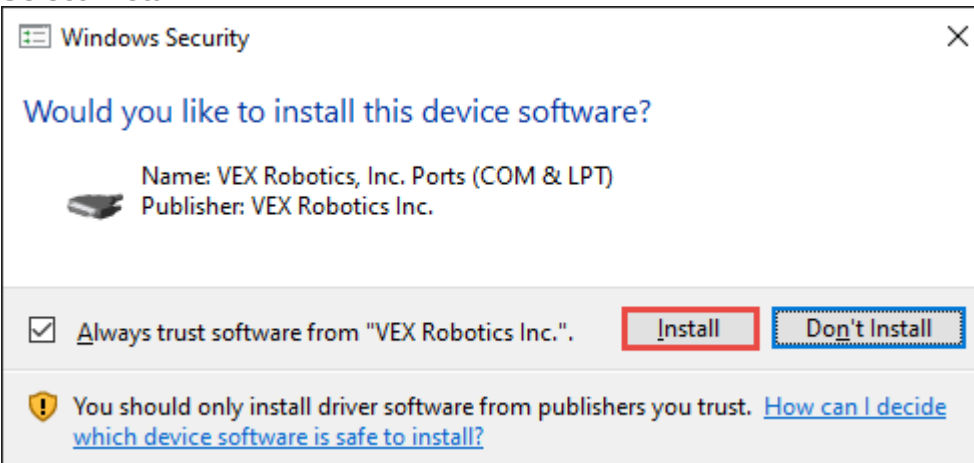 Windows Security
Would you like to install this device software?
Name: VEX Robotics, Inc. Ports (COM & LPT)
Publisher: VEX Robotics Inc.
Always trust software from "VEX Robotics Inc.". Install Don't Install
You should only install driver software from publishers you trust. How can I decide
which device software is safe to install?